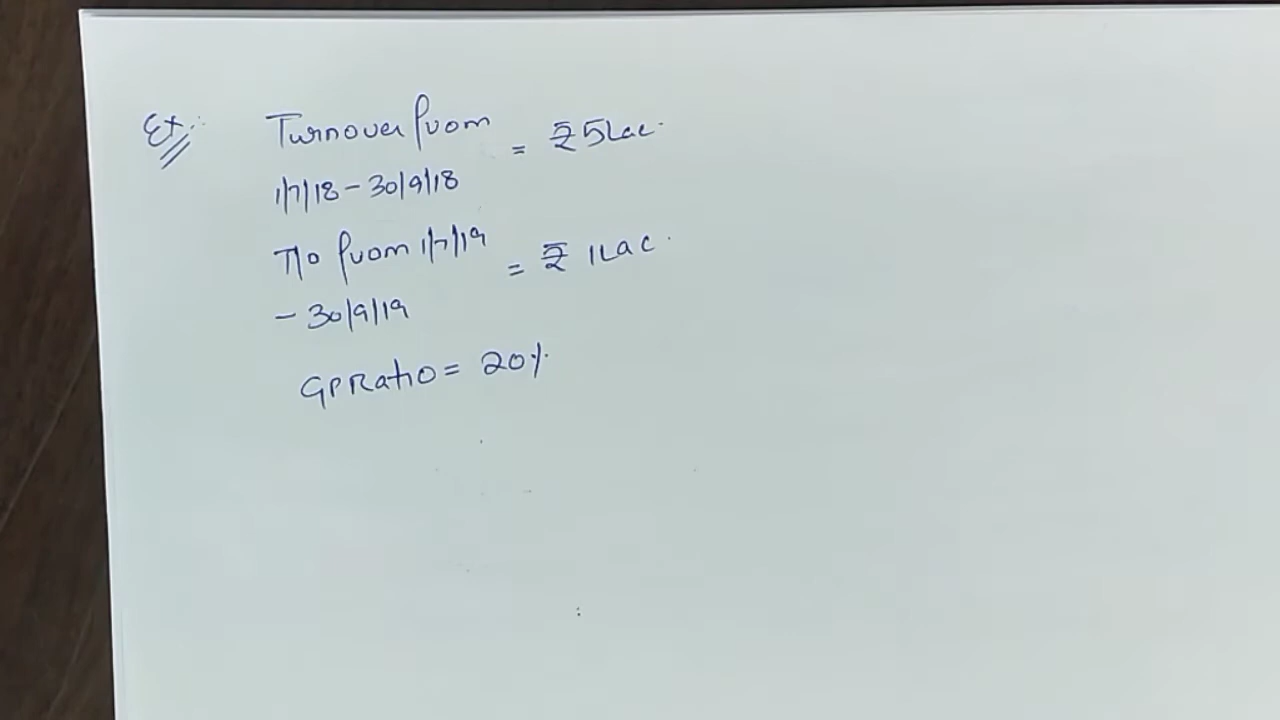 Ex:
Turnover from = ₹5Lac.
1/7/18 - 30/9/18
T/o from 1/7/19 = ₹ 1Lac.
- 30/9/19
GP Ratio = 20%